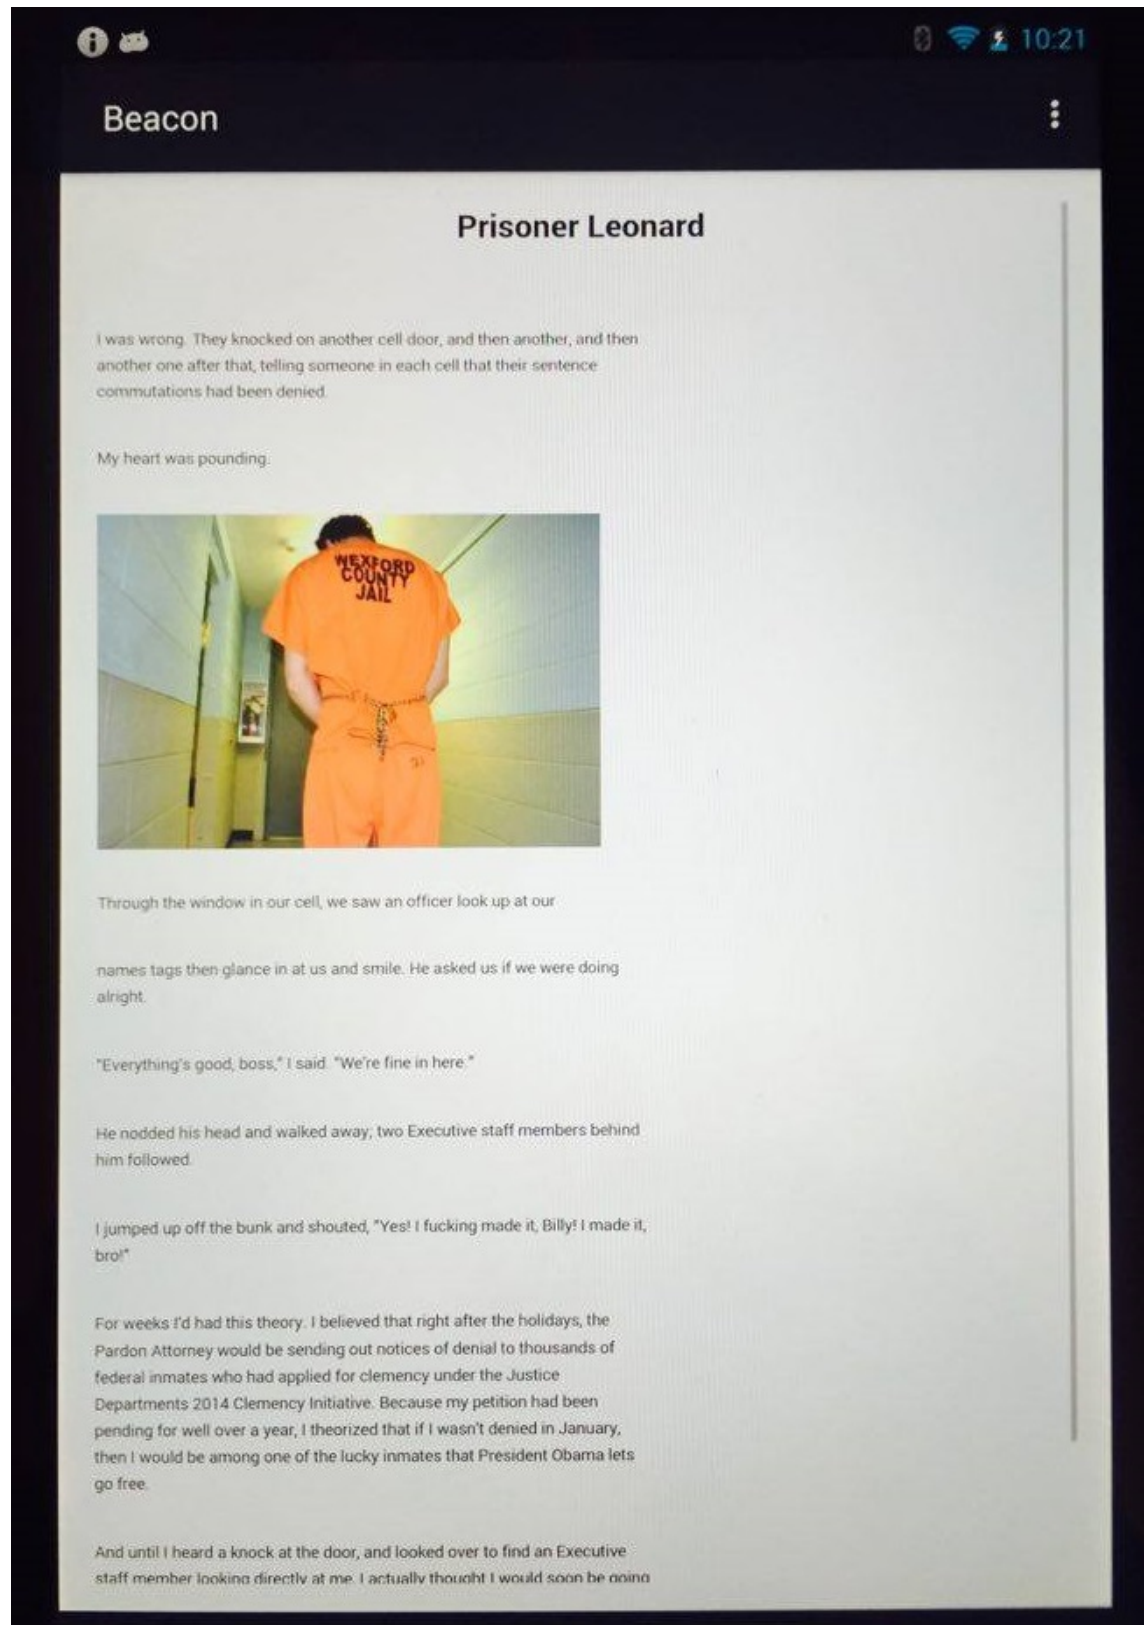 10:21
Beacon
Prisoner Leonard
I was wrong. They knocked on another cell door, and then another, and then
another one after that, telling someone in each cell that their sentence
commutations had been denied.
My heart was pounding.
WEXFORD
COUNTY
JAIL
Through the window in our cell, we saw an officer look up at our
names tags then glance in at us and smile. He asked us if we were doing
alright.
"Everything's good, boss," I said. "We're fine in here."
He nodded his head and walked away; two Executive staff members behind
him followed.
I jumped up off the bunk and shouted, "Yes! I fucking made it, Billy! I made it,
bro!"
For weeks I'd had this theory. I believed that right after the holidays, the
Pardon Attorney would be sending out notices of denial to thousands of
federal inmates who had applied for clemency under the Justice
Departments 2014 Clemency Initiative. Because my petition had been
pending for well over a year, I theorized that if I wasn't denied in January,
then I would be among one of the lucky inmates that President Obama lets
go free.
And until I heard a knock at the door, and looked over to find an Executive
staff member looking directly at me, I actually thought I would soon be going